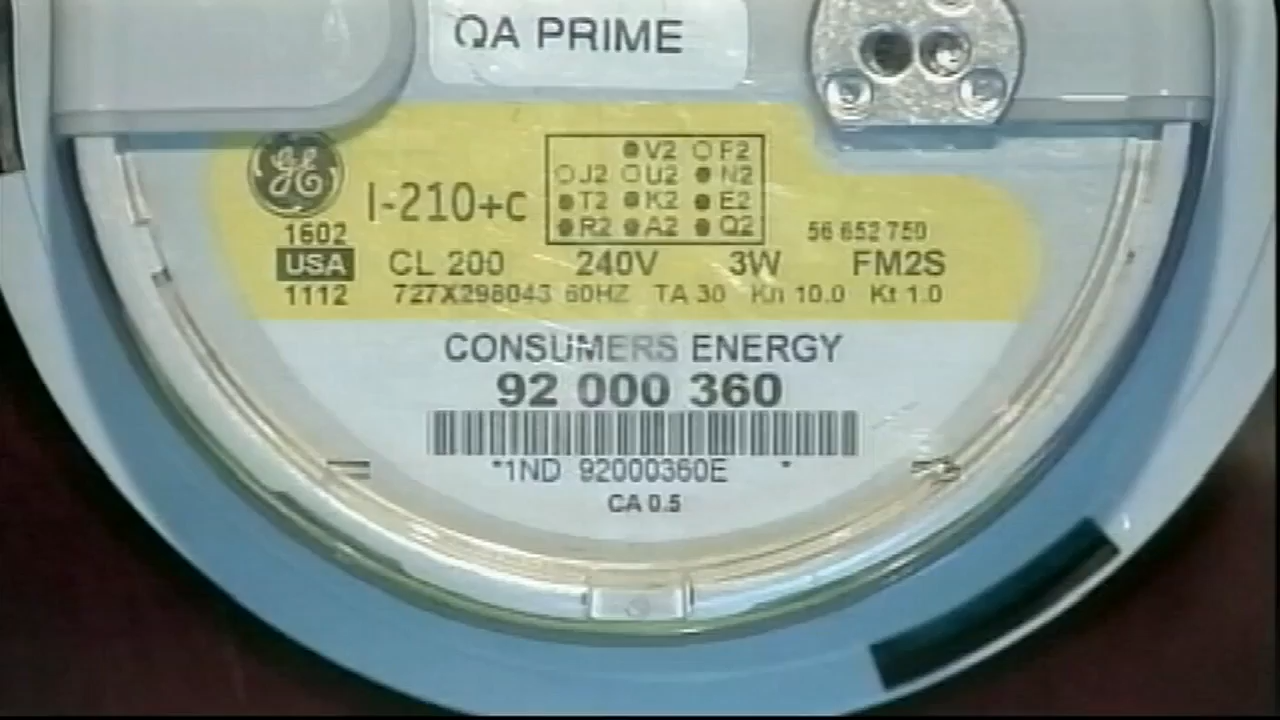 QA PRIME
GE
V2 F2
J2 U2 N2
I-210+c
T2 K2 E2
R2 A2 Q2
56 652 750
1602
USA CL 200 240V 3W FM2S
1112 727X298043 60HZ TA 30 Kh 10.0 Kt 1.0
CONSUMERS ENERGY
92 000 360
*1ND 92000360E *
CA 0.5